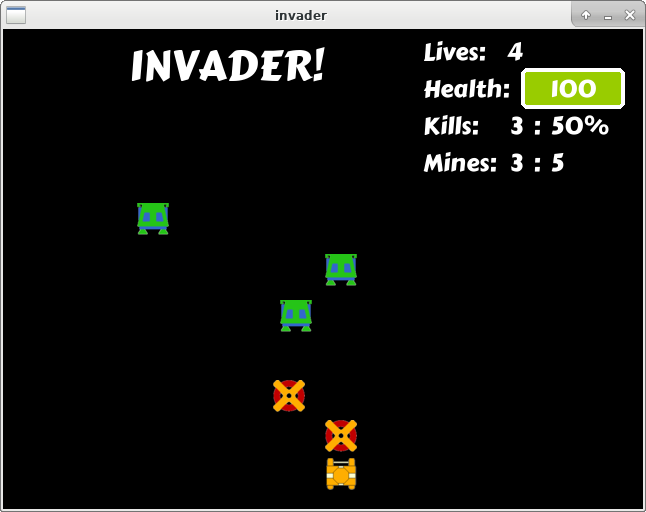 invader
INVADER!
Lives: 4
Health: 100
Kills: 3 : 50%
Mines: 3 : 5